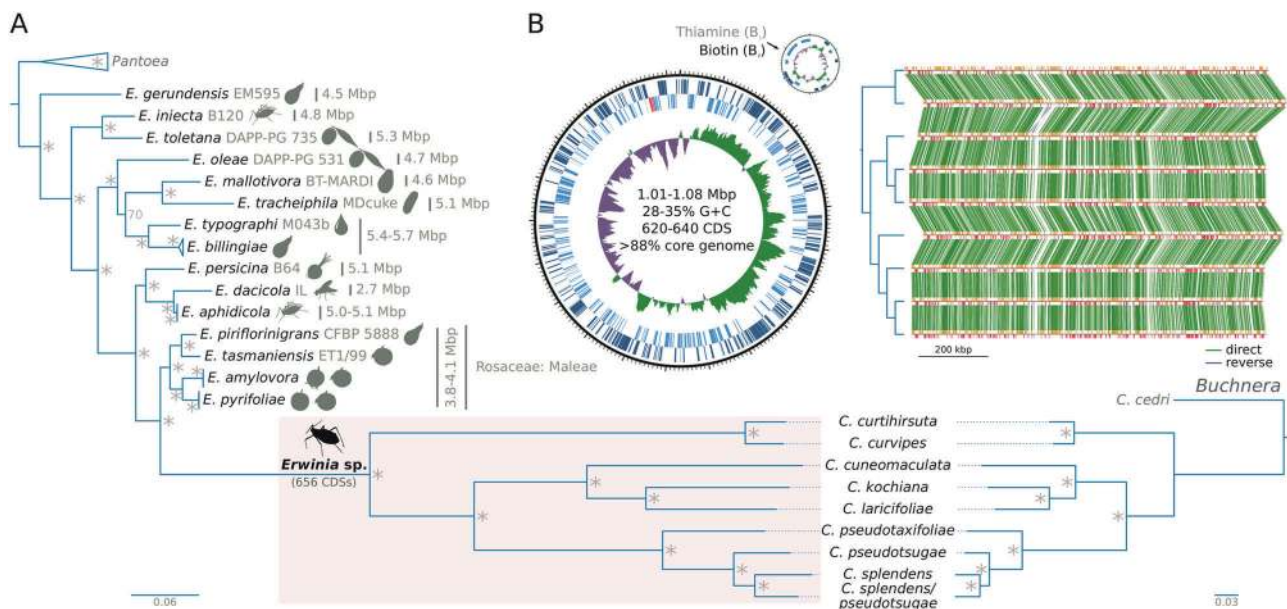 A
Pantoea
E. gerundensis EM595 4.5 Mbp
E. iniecta B120 4.8 Mbp
E. toletana DAPP-PG 735 5.3 Mbp
E. oleae DAPP-PG 531 4.7 Mbp
E. mallotivora BT-MARDI 4.6 Mbp
E. tracheiphila MDcuke 5.1 Mbp
70
E. typographi M043b
E. billingiae
5.4-5.7 Mbp
E. persicina B64 5.1 Mbp
E. dacicola IL 2.7 Mbp
E. aphidicola 5.0-5.1 Mbp
E. piriflorinigrans CFBP 5888
E. tasmaniensis ET1/99
E. amylovora
E. pyrifoliae
3.8-4.1 Mbp
Rosaceae: Maleae
Erwinia sp.
(656 CDSs)
0.06
B
Thiamine (B₁)
Biotin (B₇)
1.01-1.08 Mbp
28-35% G+C
620-640 CDS
>88% core genome
200 kbp
direct
reverse
Buchnera
C. cedri
C. curtihirsuta
C. curvipes
C. cuneomaculata
C. kochiana
C. laricifoliae
C. pseudotaxifoliae
C. pseudotsugae
C. splendens
C. splendens/
pseudotsugae
0.03